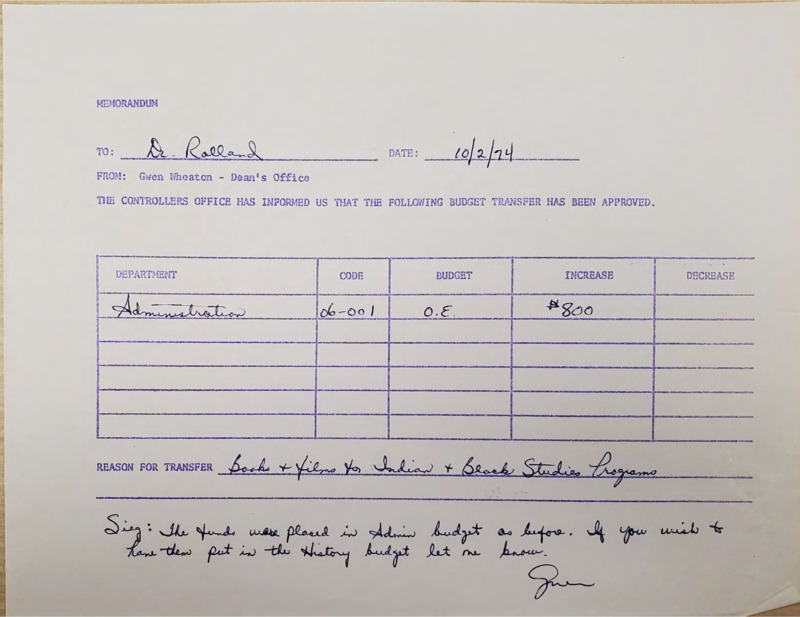 MEMORANDUM
TO: Dr. Rolland DATE: 10/2/74
FROM: Gwen Wheaton - Dean's Office
THE CONTROLLERS OFFICE HAS INFORMED US THAT THE FOLLOWING BUDGET TRANSFER HAS BEEN APPROVED.
DEPARTMENT CODE BUDGET INCREASE DECREASE
Administration 06-001 O.E. $800
REASON FOR TRANSFER Books + films for Indian + Black Studies Programs
Sieg: The funds were placed in Admin budget as before. If you wish to
have them put in the History budget let me know.
Gwen